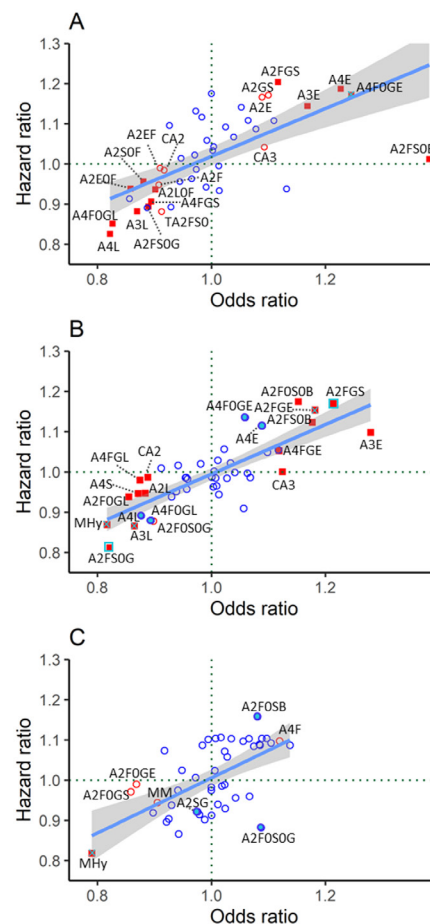 A
1.3
A2FGS
A4E
1.2
A2GS
A3E
A4F0GE
A2E
CA2
1.1
A2EF
A2S0F
CA3
A2FS0B
1.0
A2E0F
A2F
A2L0F
A4F0GL
A4FGS
0.9
A3L
TA2FS0
A4L
A2FS0G
0.8
0.8
1.0
1.2
Odds ratio
Hazard ratio
B
1.3
A2F0S0B
A4F0GE
A2FGE
A2FGS
1.2
A2FS0B
A4E
1.1
CA2
A4FGL
A4FGE
A3E
A4S
1.0
A2L
CA3
A2F0GL
A4F0GL
0.9
MHy
A4L
A3L
A2F0S0G
A2FS0G
0.8
0.8
1.0
1.2
Odds ratio
Hazard ratio
C
1.3
1.2
A2F0SB
A4F
1.1
A2F0GE
1.0
A2F0GS
MM
A2SG
0.9
A2F0S0G
MHy
0.8
0.8
1.0
1.2
Odds ratio
Hazard ratio